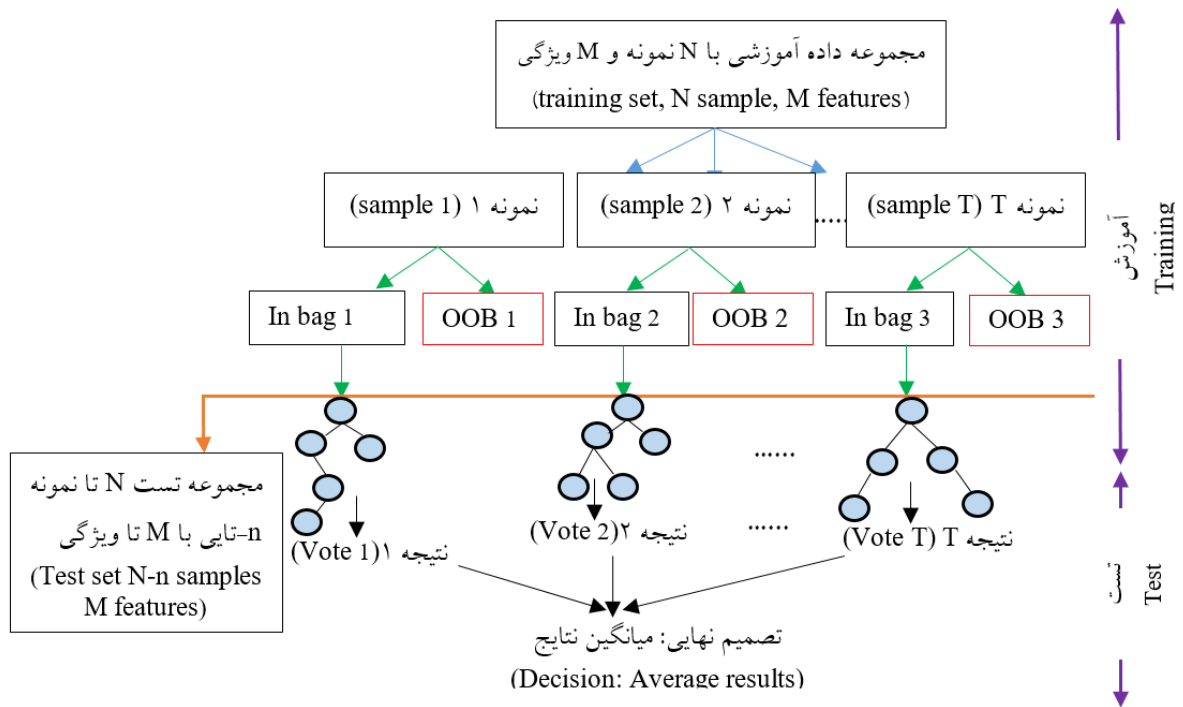 مجموعه داده آموزشی با N نمونه و M ویژگی
(training set, N sample, M features)
نمونه ۱ (sample 1)
نمونه ۲ (sample 2)
.....
نمونه T (sample T)
In bag 1
OOB 1
In bag 2
OOB 2
In bag 3
OOB 3
آموزش
Training
......
مجموعه تست N تا نمونه
n-تایی با M تا ویژگی
(Test set N-n samples
M features)
نتیجه ۱(Vote 1)
نتیجه ۲(Vote 2)
......
نتیجه T (Vote T)
تست
Test
تصمیم نهایی: میانگین نتایج
(Decision: Average results)